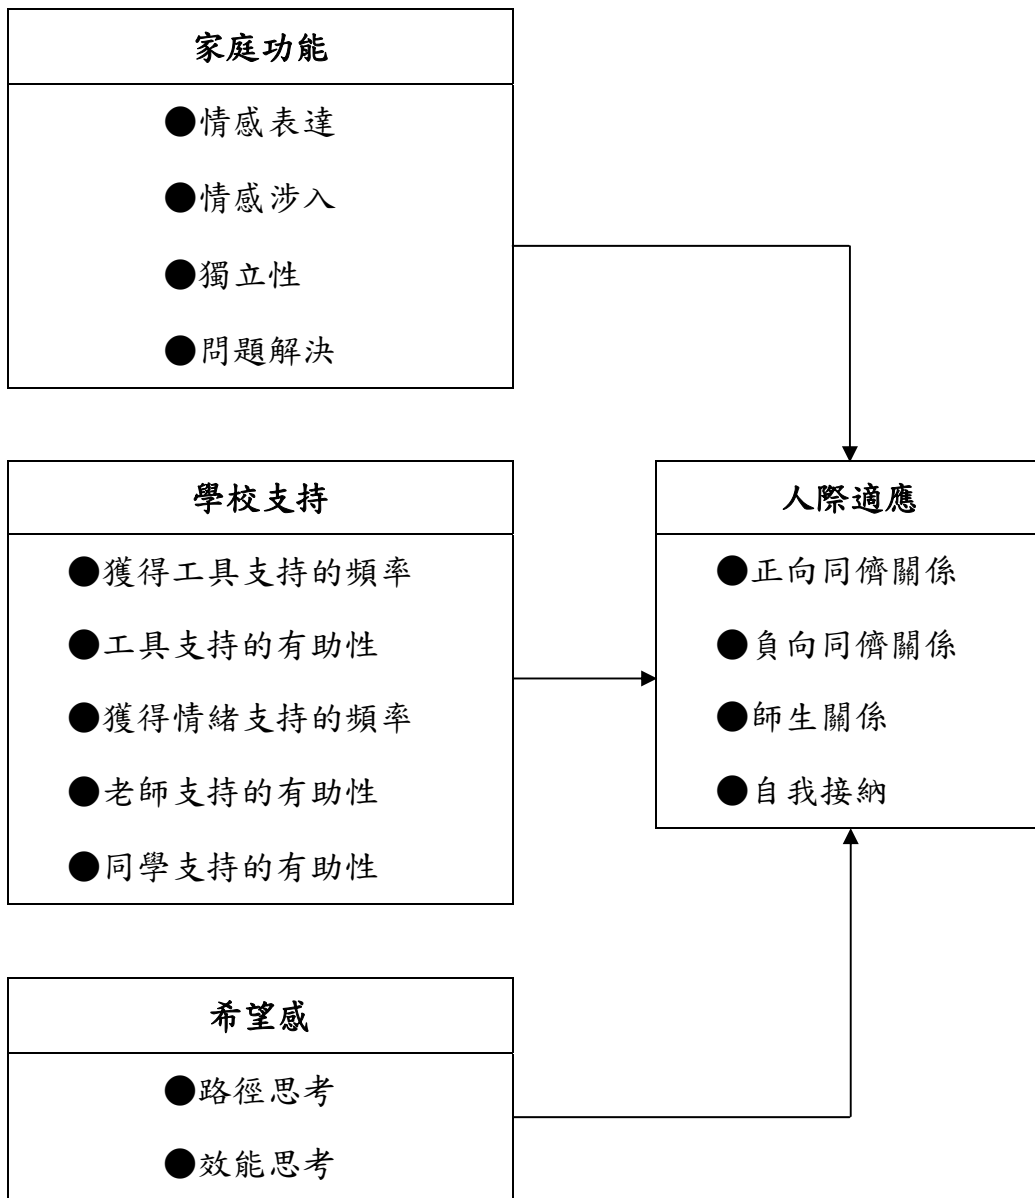 家庭功能
●情感表達
●情感涉入
●獨立性
●問題解決
學校支持
●獲得工具支持的頻率
●工具支持的有助性
●獲得情緒支持的頻率
●老師支持的有助性
●同學支持的有助性
人際適應
●正向同儕關係
●負向同儕關係
●師生關係
●自我接納
希望感
●路徑思考
●效能思考